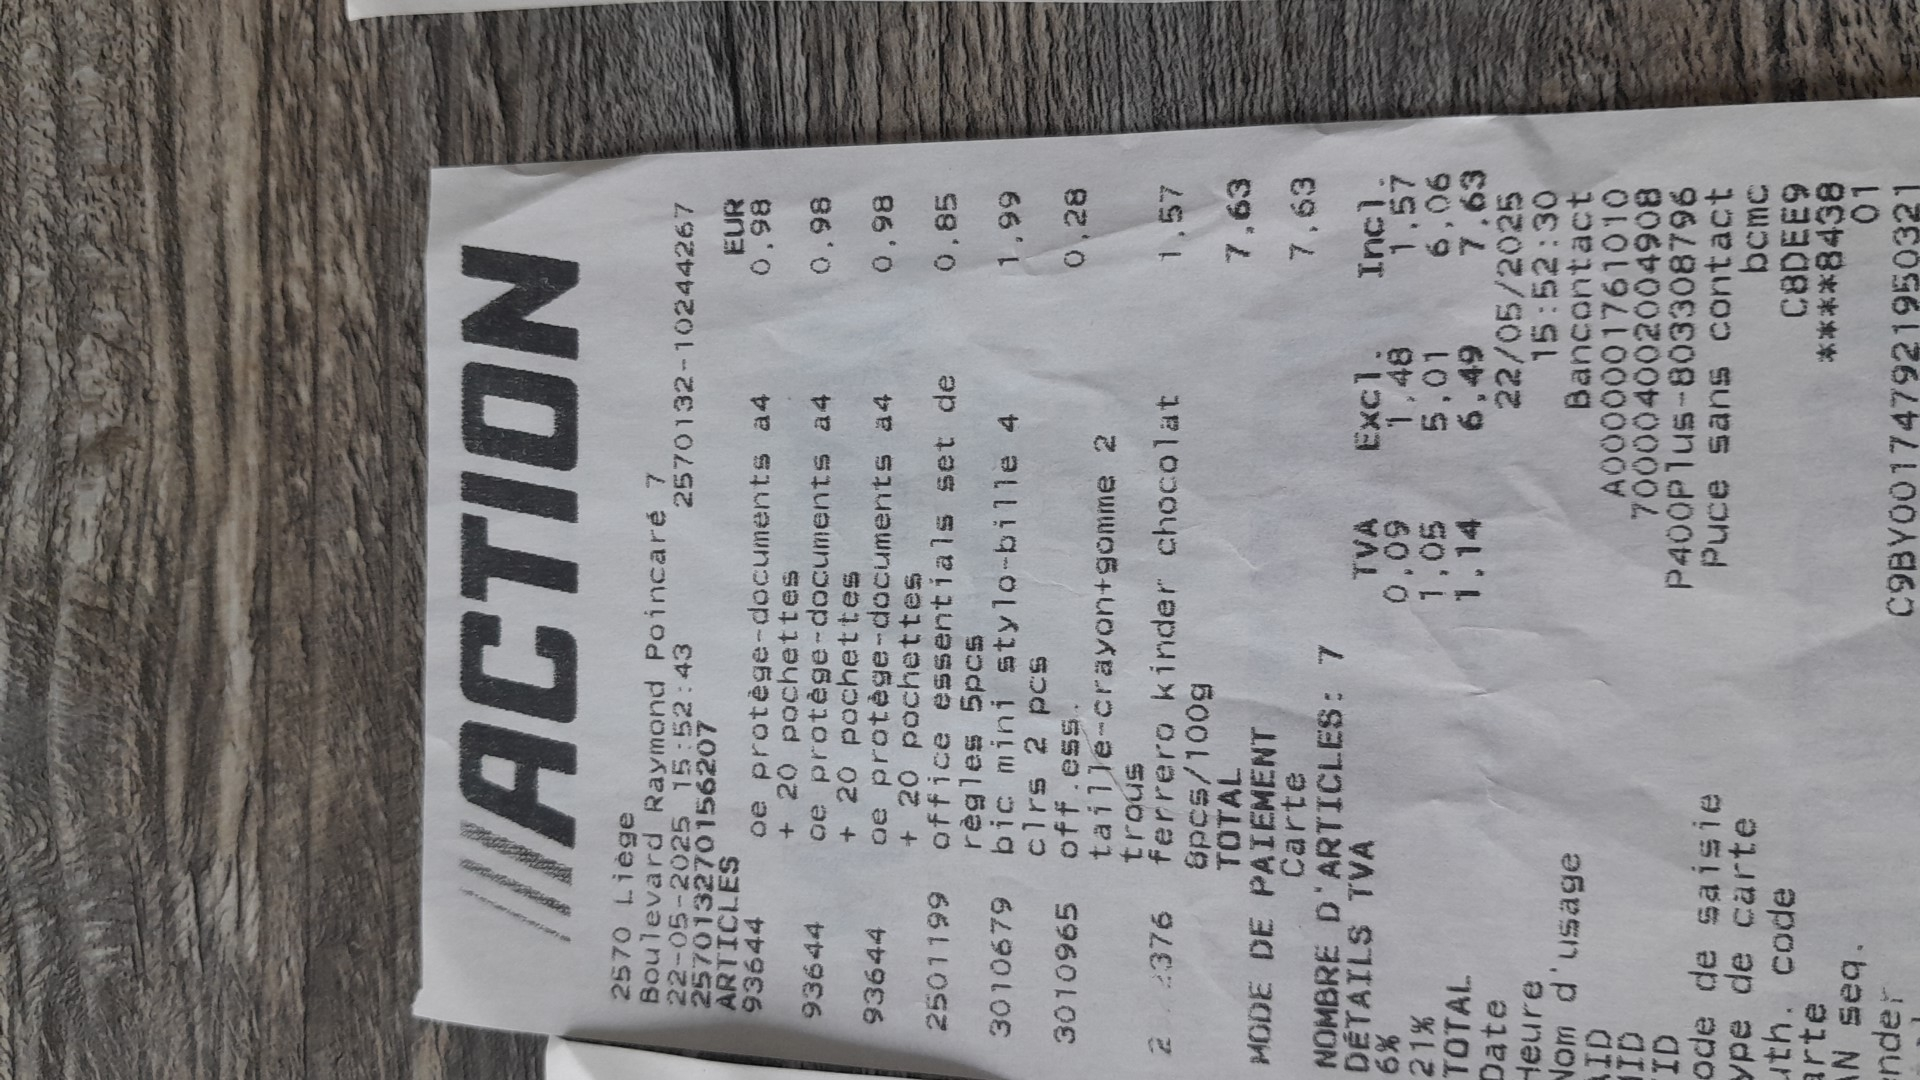 ACTION
2570 Liège
Boulevard Raymond Poincaré 7
22-05-2025 15:52:43 2570132-10244267
257013270156207
ARTICLES EUR
93644 oe protège-documents a4 0,98
+ 20 pochettes
93644 oe protège-documents a4 0,98
+ 20 pochettes
93644 oe protège-documents a4 0,98
+ 20 pochettes
2501199 office essentials set de 0,85
règles 5pcs
3010679 bic mini stylo-bille 4 1,99
clrs 2 pcs
3010965 off.ess. 0,28
taille-crayon+gomme 2
trous
ferrero kinder chocolat 1,57
8pcs/100g
TOTAL 7,63
MODE DE PAIEMENT
Carte 7,63
NOMBRE D'ARTICLES: 7
DÉTAILS TVA TVA Excl. Incl.
6% 0,09 1,48 1,57
21% 1,05 5,01 6,06
TOTAL 1,14 6,49 7,63
Date 22/05/2025
Heure 15:52:30
Nom d'usage Bancontact
AID A0000001761010
MID 700004002004908
TID P400Plus-803308796
ode de saisie Puce sans contact
ype de carte bcmc
uth. code C8DEE9
arte *****8438
AN seq. 01
nder C9BY001747921950321